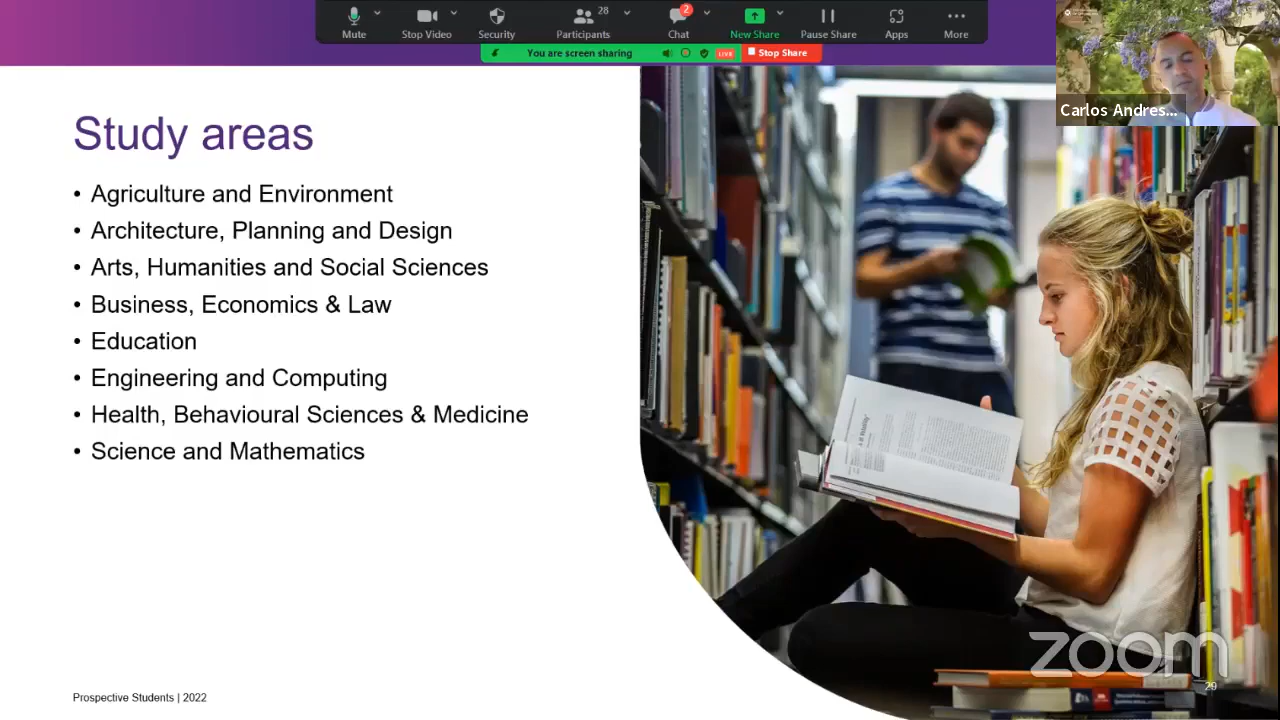 28
2
Mute
Stop Video
Security
Participants
Chat
New Share
Pause Share
Apps
More
You are screen sharing
LIVE
Stop Share
Carlos Andres...
Study areas
• Agriculture and Environment
• Architecture, Planning and Design
• Arts, Humanities and Social Sciences
• Business, Economics & Law
• Education
• Engineering and Computing
• Health, Behavioural Sciences & Medicine
• Science and Mathematics
zoom
29
Prospective Students | 2022